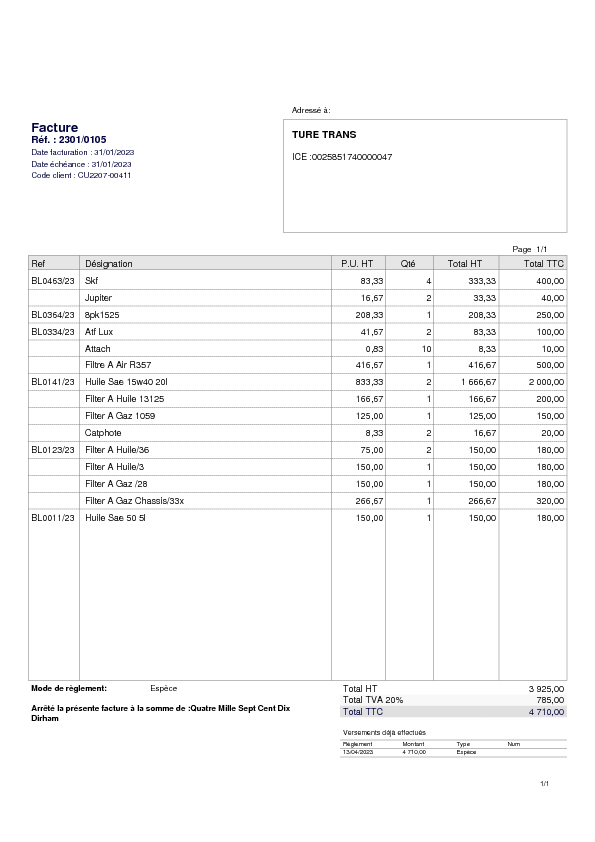 Adressé à:
Facture
Réf. : 2301/0105
Date facturation : 31/01/2023
Date échéance : 31/01/2023
Code client : CU2207-00411
TURE TRANS
ICE :0025851740000047
Page 1/1
Ref Désignation P.U. HT Qté Total HT Total TTC
BL0463/23 Skf 83,33 4 333,33 400,00
Jupiter 16,67 2 33,33 40,00
BL0364/23 8pk1525 208,33 1 208,33 250,00
BL0334/23 Atf Lux 41,67 2 83,33 100,00
Attach 0,83 10 8,33 10,00
Filtre A Air R357 416,67 1 416,67 500,00
BL0141/23 Huile Sae 15w40 20l 833,33 2 1 666,67 2 000,00
Filter A Huile 13125 166,67 1 166,67 200,00
Filter A Gaz 1059 125,00 1 125,00 150,00
Catphote 8,33 2 16,67 20,00
BL0123/23 Filter A Huile/36 75,00 2 150,00 180,00
Filter A Huile/3 150,00 1 150,00 180,00
Filter A Gaz /28 150,00 1 150,00 180,00
Filter A Gaz Chassis/33x 266,67 1 266,67 320,00
BL0011/23 Huile Sae 50 5l 150,00 1 150,00 180,00
Mode de règlement: Espèce
Arrêté la présente facture à la somme de :Quatre Mille Sept Cent Dix
Dirham
Total HT 3 925,00
Total TVA 20% 785,00
Total TTC 4 710,00
Versements déjà effectués
Règlement Montant Type Num
13/04/2023 4 710,00 Espèce
1/1